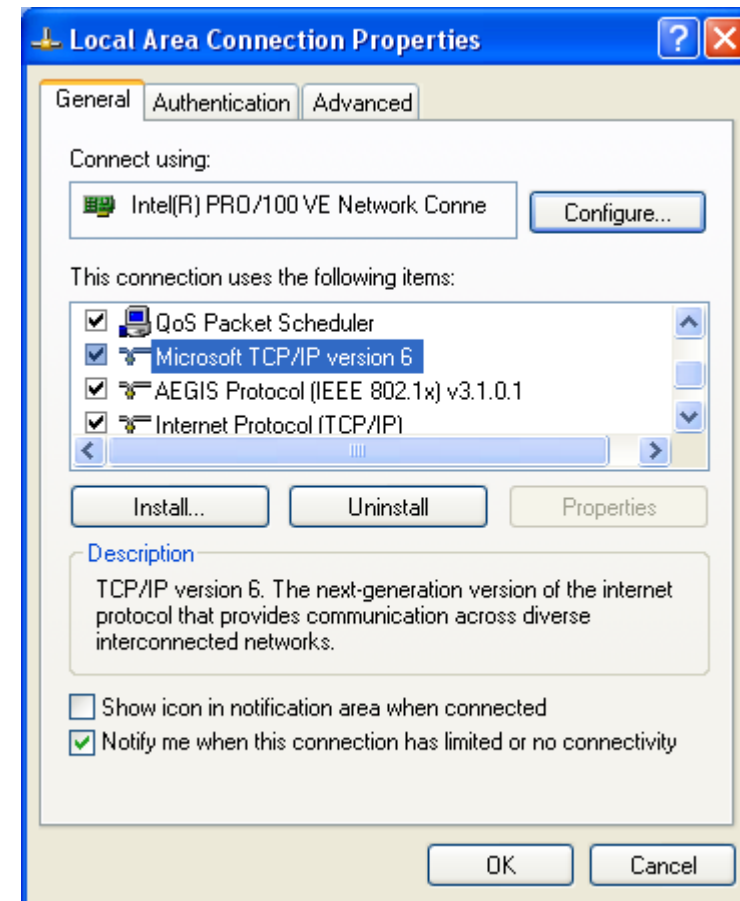 Local Area Connection Properties
General Authentication Advanced
Connect using:
Intel(R) PRO/100 VE Network Conne
Configure...
This connection uses the following items:
QoS Packet Scheduler
Microsoft TCP/IP version 6
AEGIS Protocol (IEEE 802.1x) v3.1.0.1
Internet Protocol (TCP/IP)
Install... Uninstall Properties
Description
TCP/IP version 6. The next-generation version of the internet
protocol that provides communication across diverse
interconnected networks.
Show icon in notification area when connected
Notify me when this connection has limited or no connectivity
OK Cancel